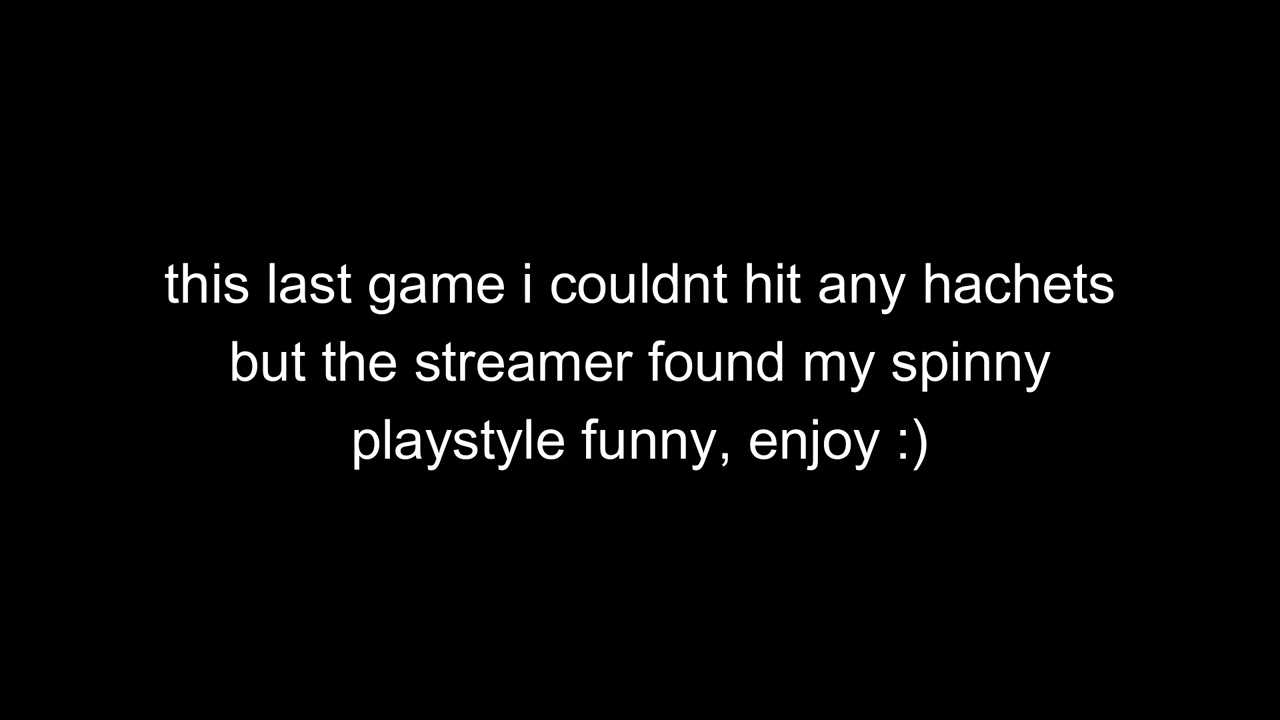 this last game i couldnt hit any hachets
but the streamer found my spinny
playstyle funny, enjoy :)